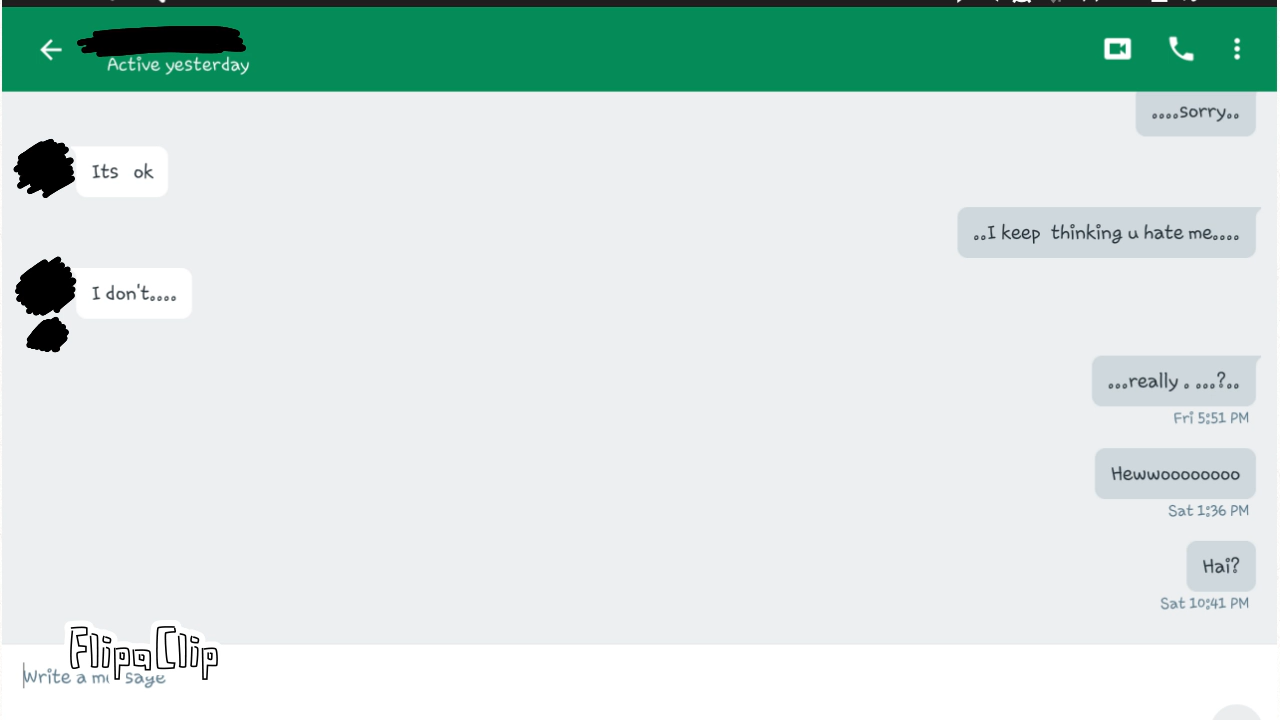 Active yesterday
....sorry..
Its ok
..I keep thinking u hate me....
I don't....
...really . ...?..
Fri 5:51 PM
Hewwoooooooo
Sat 1:36 PM
Hai?
Sat 10:41 PM
FlipaClip
Write a message